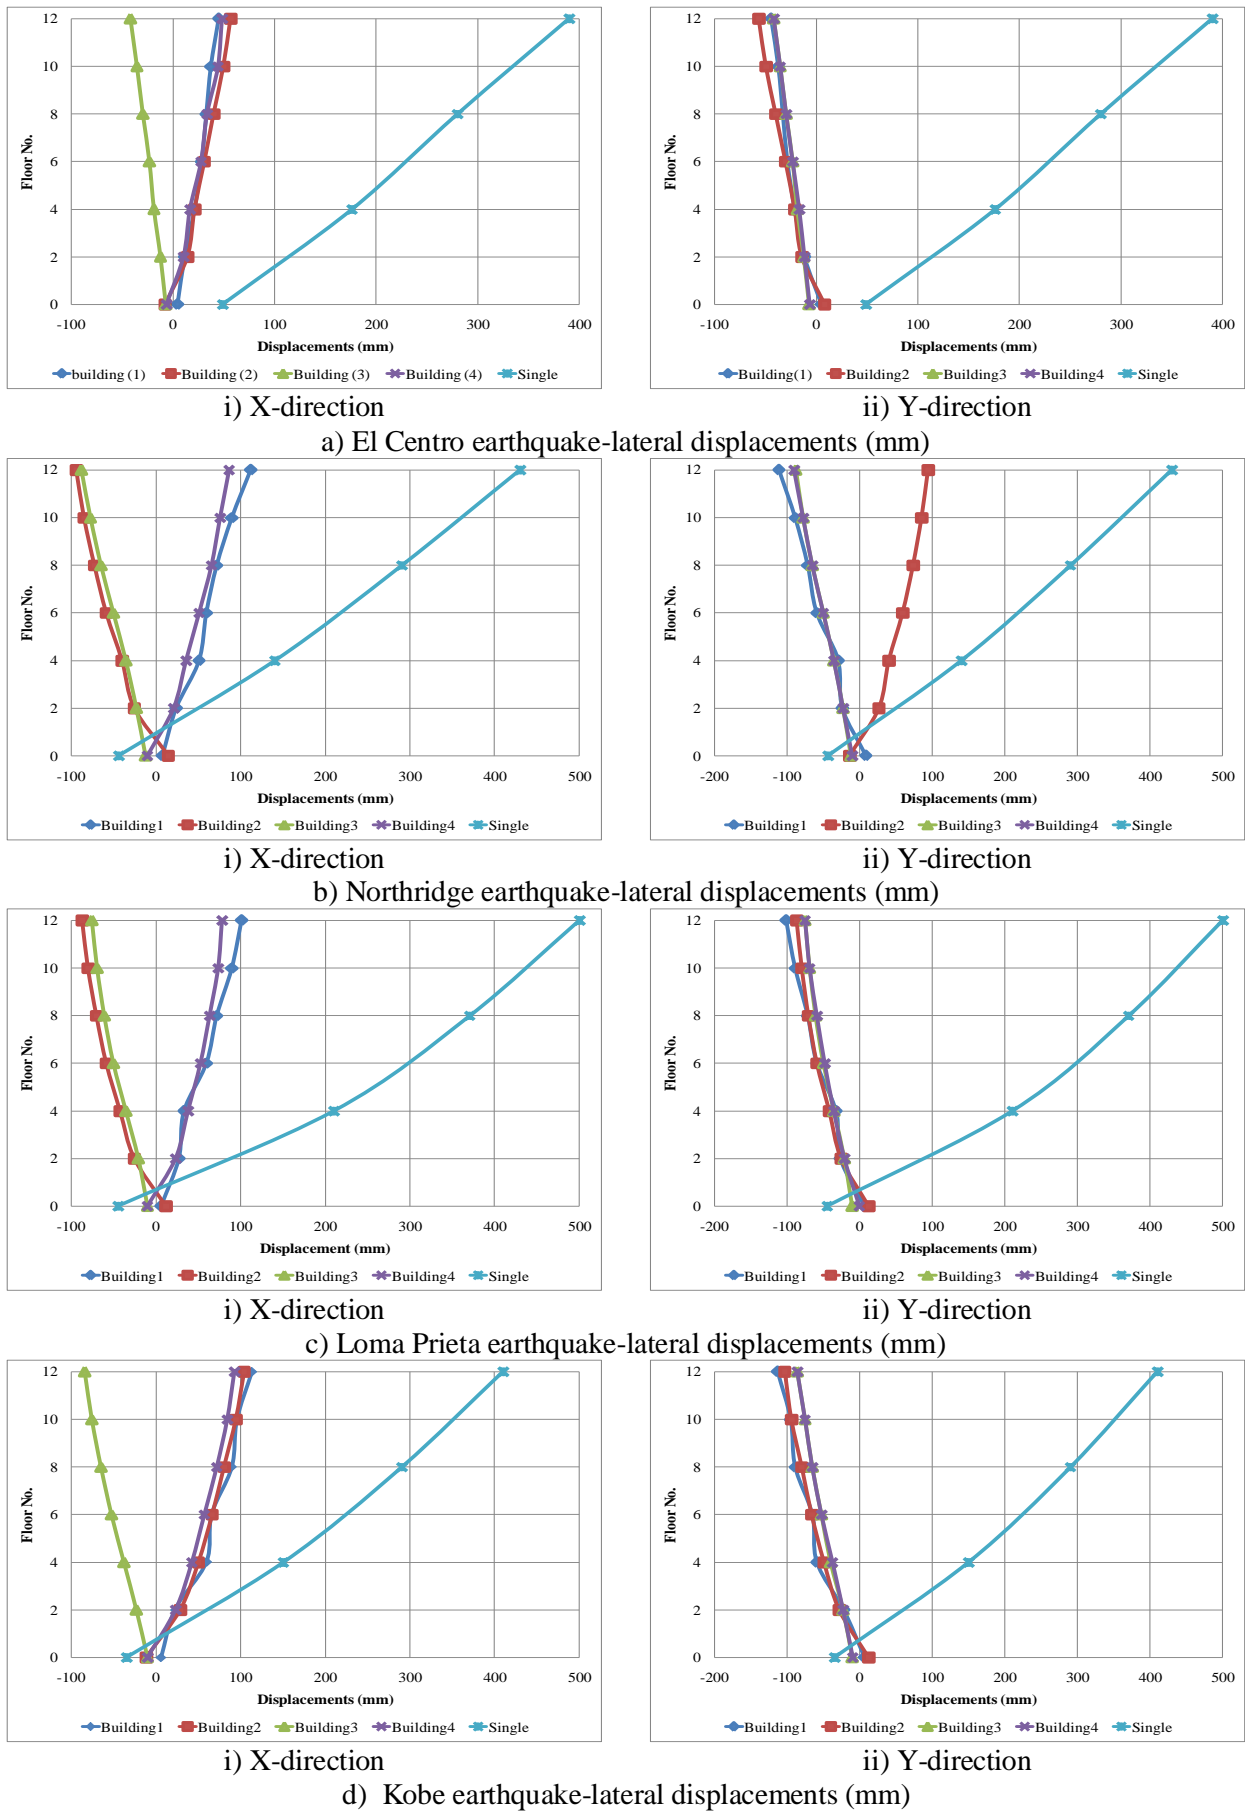 12
10
8
6
4
2
0
Floor No.
-100 0 100 200 300 400
Displacements (mm)
building (1) Building (2) Building (3) Building (4) Single
12
10
8
6
4
2
0
Floor No.
-100 0 100 200 300 400
Displacements (mm)
Building(1) Building2 Building3 Building4 Single
i) X-direction ii) Y-direction
a) El Centro earthquake-lateral displacements (mm)
12
10
8
6
4
2
0
Floor No.
-100 0 100 200 300 400 500
Displacements (mm)
Building1 Building2 Building3 Building4 Single
12
10
8
6
4
2
0
Floor No.
-200 -100 0 100 200 300 400 500
Displacements (mm)
Building1 Building2 Building3 Building4 Single
i) X-direction ii) Y-direction
b) Northridge earthquake-lateral displacements (mm)
12
10
8
6
4
2
0
Floor No.
-100 0 100 200 300 400 500
Displacement (mm)
Building1 Building2 Building3 Building4 Single
12
10
8
6
4
2
0
Floor No.
-200 -100 0 100 200 300 400 500
Displacements (mm)
Building1 Building2 Building3 Building4 Single
i) X-direction ii) Y-direction
c) Loma Prieta earthquake-lateral displacements (mm)
12
10
8
6
4
2
0
Floor No.
-100 0 100 200 300 400 500
Displacements (mm)
Building1 Building2 Building3 Building4 Single
12
10
8
6
4
2
0
Floor No.
-200 -100 0 100 200 300 400 500
Displacements (mm)
Building1 Building2 Building3 Building4 Single
i) X-direction ii) Y-direction
d) Kobe earthquake-lateral displacements (mm)